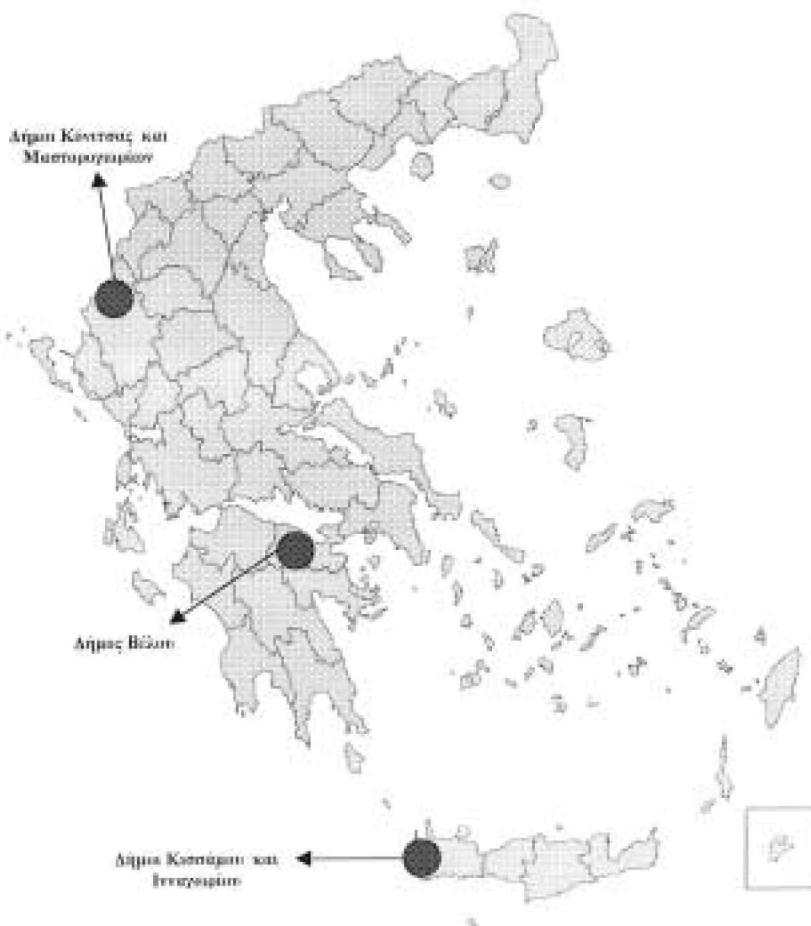 Δήμοι Κόνιτσας και
Μαστοροχωρίων
Δήμος Βέλου
Δήμοι Κισσάμου και
Ινναχωρίου